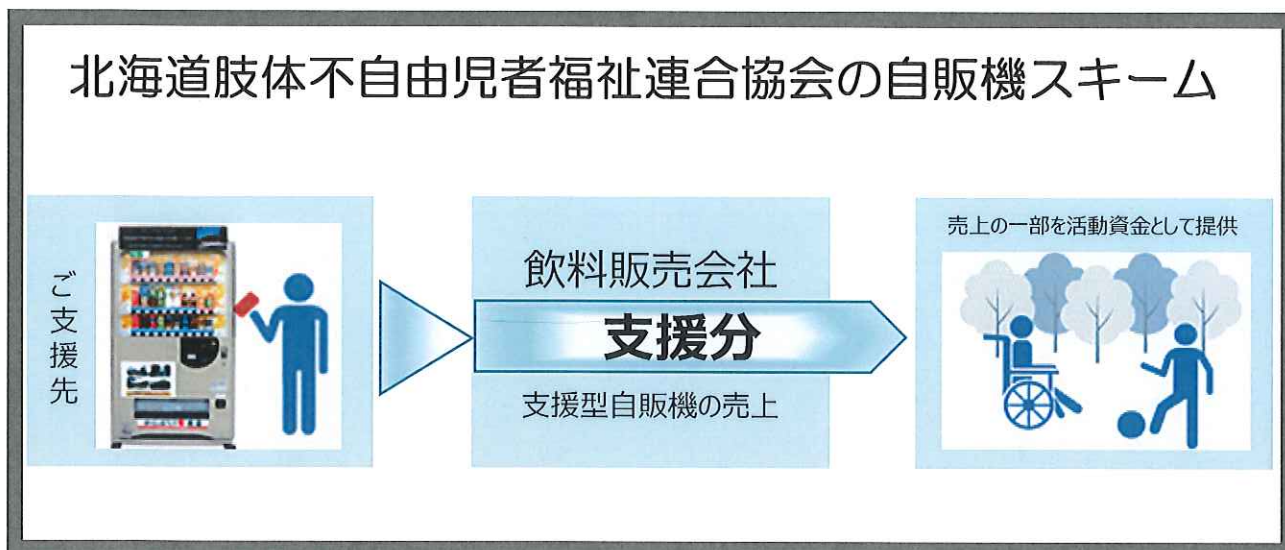 北海道肢体不自由児者福祉連合協会の自販機スキーム
ご支援先
飲料販売会社
支援分
支援型自販機の売上
売上の一部を活動資金として提供